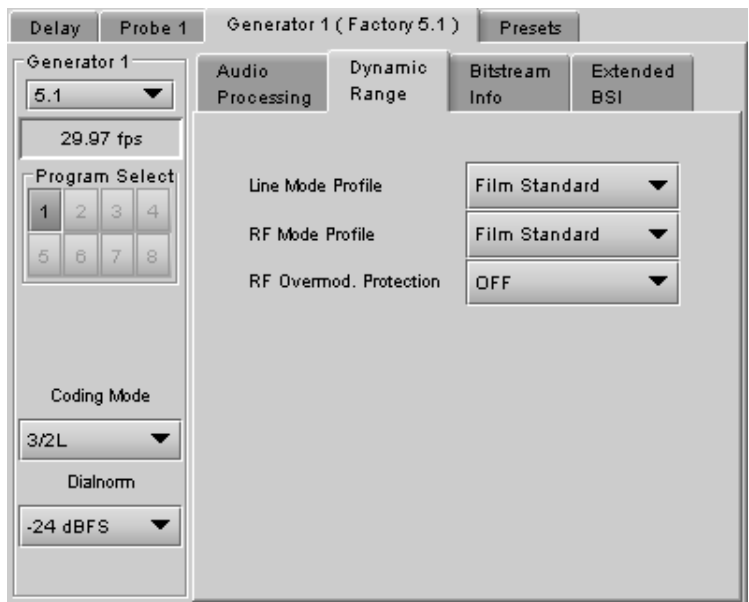 Delay Probe 1 Generator 1 ( Factory 5.1 ) Presets
Generator 1
5.1
29.97 fps
Program Select
1 2 3 4
5 6 7 8
Coding Mode
3/2L
Dialnorm
-24 dBFS
Audio Processing
Dynamic Range
Bitstream Info
Extended BSI
Line Mode Profile Film Standard
RF Mode Profile Film Standard
RF Overmod. Protection OFF